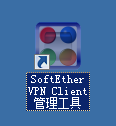 SoftEther
VPN Client
管理工具